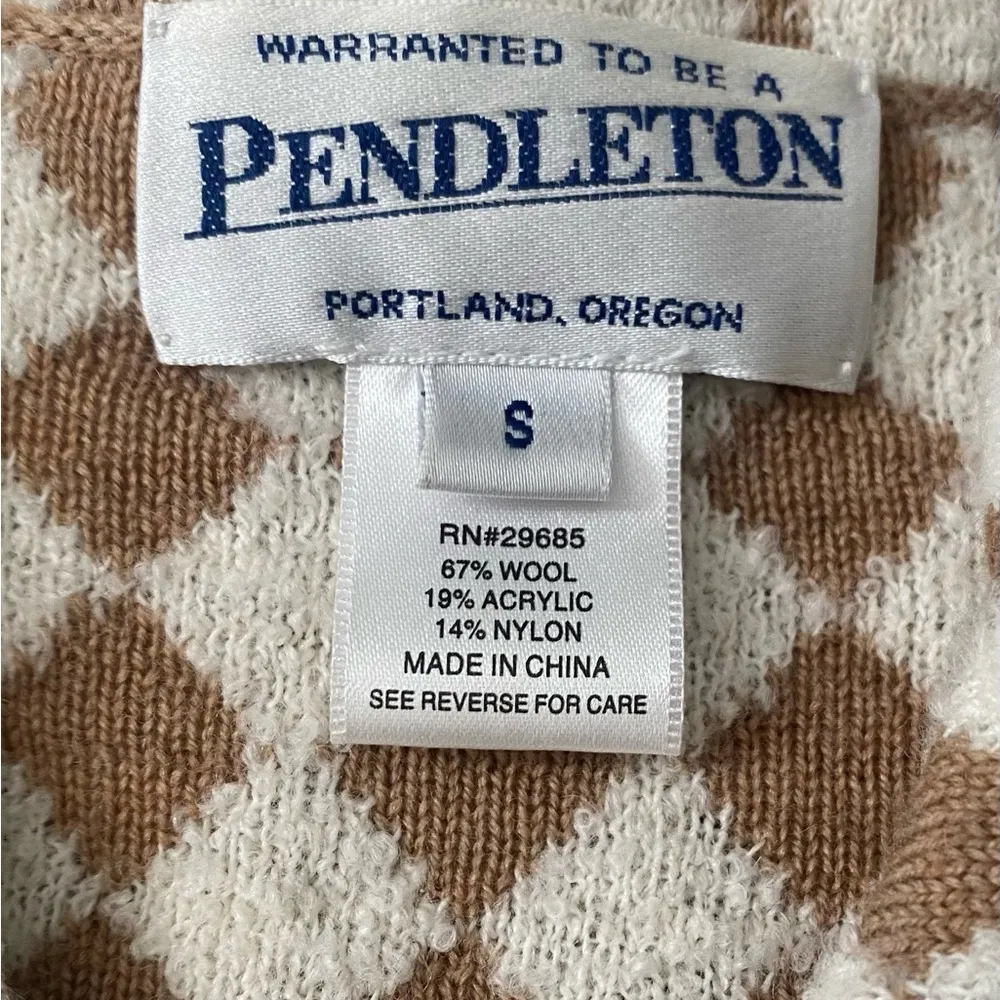 WARRANTED TO BE A
PENDLETON
PORTLAND, OREGON
S
RN#29685
67% WOOL
19% ACRYLIC
14% NYLON
MADE IN CHINA
SEE REVERSE FOR CARE